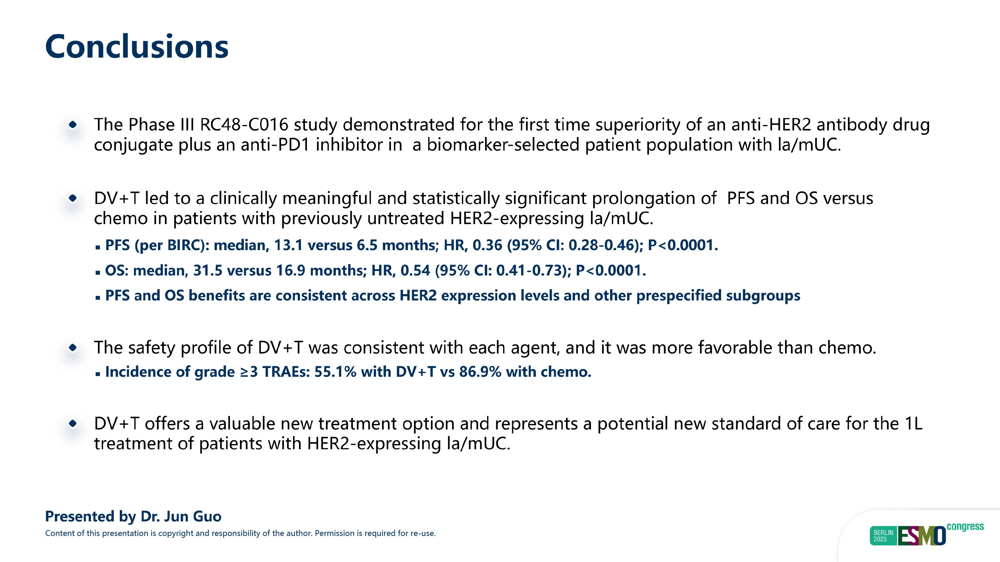 Conclusions
The Phase III RC48-C016 study demonstrated for the first time superiority of an anti-HER2 antibody drug
conjugate plus an anti-PD1 inhibitor in  a biomarker-selected patient population with la/mUC.
DV+T led to a clinically meaningful and statistically significant prolongation of  PFS and OS versus
chemo in patients with previously untreated HER2-expressing la/mUC.
▪ PFS (per BIRC): median, 13.1 versus 6.5 months; HR, 0.36 (95% CI: 0.28-0.46); P<0.0001.
▪ OS: median, 31.5 versus 16.9 months; HR, 0.54 (95% CI: 0.41-0.73); P<0.0001.
▪ PFS and OS benefits are consistent across HER2 expression levels and other prespecified subgroups
The safety profile of DV+T was consistent with each agent, and it was more favorable than chemo.
▪ Incidence of grade ≥3 TRAEs: 55.1% with DV+T vs 86.9% with chemo.
DV+T offers a valuable new treatment option and represents a potential new standard of care for the 1L
treatment of patients with HER2-expressing la/mUC.
Presented by Dr. Jun Guo
Content of this presentation is copyright and responsibility of the author. Permission is required for re-use.
BERLIN
2025
ESMO congress